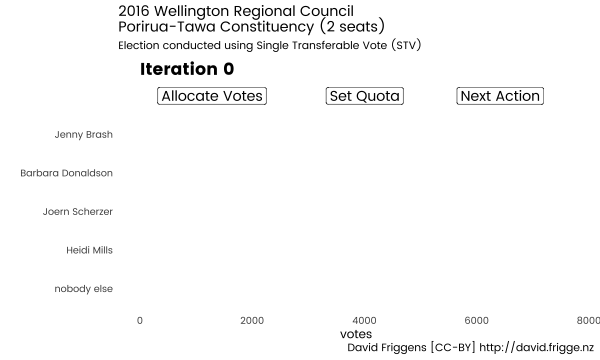 2016 Wellington Regional Council
Porirua-Tawa Constituency (2 seats)
Election conducted using Single Transferable Vote (STV)
Iteration 0
Allocate Votes Set Quota Next Action
Jenny Brash
Barbara Donaldson
Joern Scherzer
Heidi Mills
nobody else
0 2000 4000 6000 8000
votes
David Friggens [CC-BY] http://david.frigge.nz